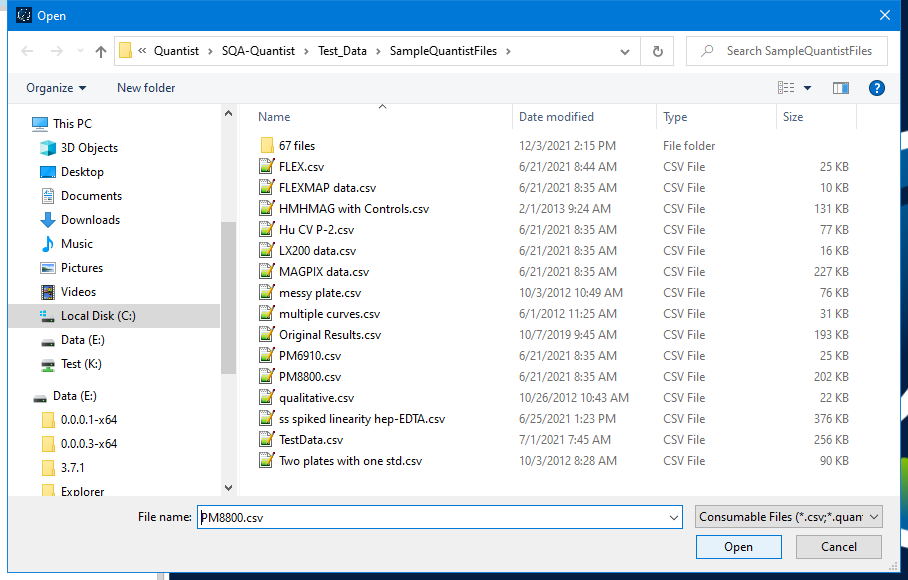 Open
« Quantist > SQA-Quantist > Test_Data > SampleQuantistFiles >
Search SampleQuantistFiles
Organize
New folder
This PC
3D Objects
Desktop
Documents
Downloads
Music
Pictures
Videos
Local Disk (C:)
Data (E:)
Test (K:)
Data (E:)
0.0.0.1-x64
0.0.0.3-x64
3.7.1
Explorer
Name Date modified Type Size
67 files 12/3/2021 2:15 PM File folder
FLEX.csv 6/21/2021 8:44 AM CSV File 25 KB
FLEXMAP data.csv 6/21/2021 8:35 AM CSV File 10 KB
HMHMAG with Controls.csv 2/1/2013 9:24 AM CSV File 131 KB
Hu CV P-2.csv 6/21/2021 8:35 AM CSV File 77 KB
LX200 data.csv 6/21/2021 8:35 AM CSV File 16 KB
MAGPIX data.csv 6/21/2021 8:35 AM CSV File 227 KB
messy plate.csv 10/3/2012 10:49 AM CSV File 76 KB
multiple curves.csv 6/1/2012 11:25 AM CSV File 31 KB
Original Results.csv 10/7/2019 9:45 AM CSV File 193 KB
PM6910.csv 6/21/2021 8:35 AM CSV File 25 KB
PM8800.csv 6/21/2021 8:35 AM CSV File 202 KB
qualitative.csv 10/26/2012 10:43 AM CSV File 22 KB
ss spiked linearity hep-EDTA.csv 6/25/2021 1:23 PM CSV File 376 KB
TestData.csv 7/1/2021 7:45 AM CSV File 256 KB
Two plates with one std.csv 10/3/2012 8:28 AM CSV File 90 KB
File name: PM8800.csv
Consumable Files (*.csv;*.quant
Open
Cancel